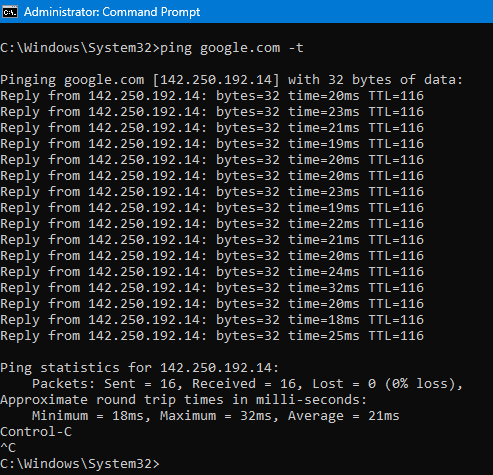 Administrator: Command Prompt
C:\Windows\System32>ping google.com -t
Pinging google.com [142.250.192.14] with 32 bytes of data:
Reply from 142.250.192.14: bytes=32 time=20ms TTL=116
Reply from 142.250.192.14: bytes=32 time=23ms TTL=116
Reply from 142.250.192.14: bytes=32 time=21ms TTL=116
Reply from 142.250.192.14: bytes=32 time=19ms TTL=116
Reply from 142.250.192.14: bytes=32 time=20ms TTL=116
Reply from 142.250.192.14: bytes=32 time=20ms TTL=116
Reply from 142.250.192.14: bytes=32 time=23ms TTL=116
Reply from 142.250.192.14: bytes=32 time=19ms TTL=116
Reply from 142.250.192.14: bytes=32 time=22ms TTL=116
Reply from 142.250.192.14: bytes=32 time=21ms TTL=116
Reply from 142.250.192.14: bytes=32 time=20ms TTL=116
Reply from 142.250.192.14: bytes=32 time=24ms TTL=116
Reply from 142.250.192.14: bytes=32 time=32ms TTL=116
Reply from 142.250.192.14: bytes=32 time=20ms TTL=116
Reply from 142.250.192.14: bytes=32 time=18ms TTL=116
Reply from 142.250.192.14: bytes=32 time=25ms TTL=116
Ping statistics for 142.250.192.14:
    Packets: Sent = 16, Received = 16, Lost = 0 (0% loss),
Approximate round trip times in milli-seconds:
    Minimum = 18ms, Maximum = 32ms, Average = 21ms
Control-C
^C
C:\Windows\System32>